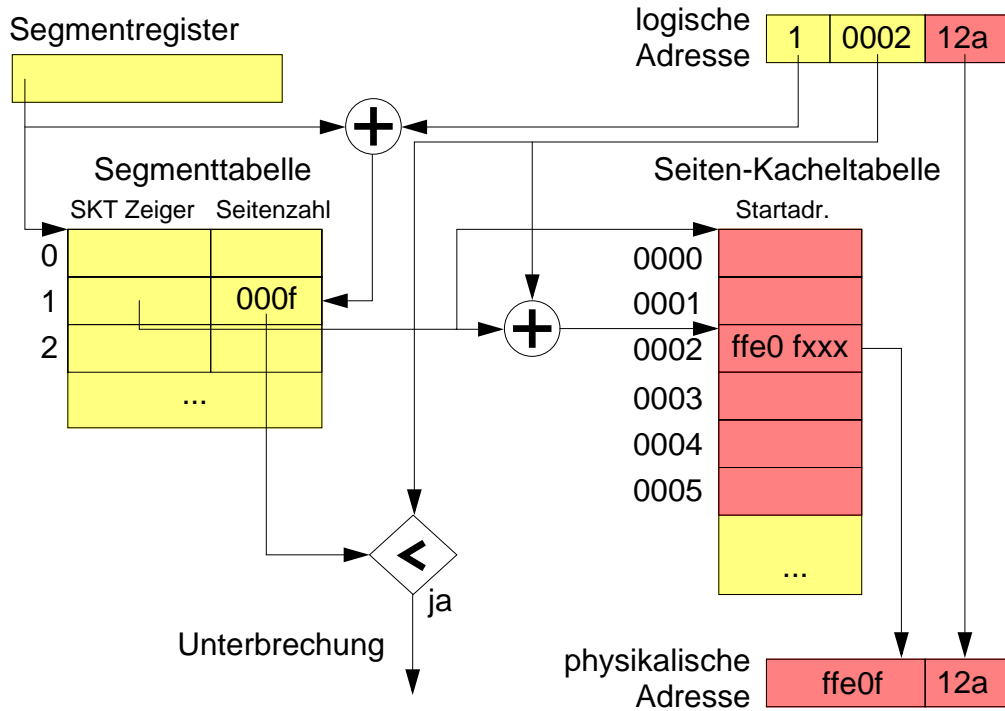 Segmentregister
logische
Adresse
1 0002 12a
+
Segmenttabelle
SKT Zeiger Seitenzahl
0
1 000f
2
...
+
Seiten-Kacheltabelle
Startadr.
0000
0001
0002 ffe0 fxxx
0003
0004
0005
...
<
ja
Unterbrechung
physikalische
Adresse
ffe0f 12a